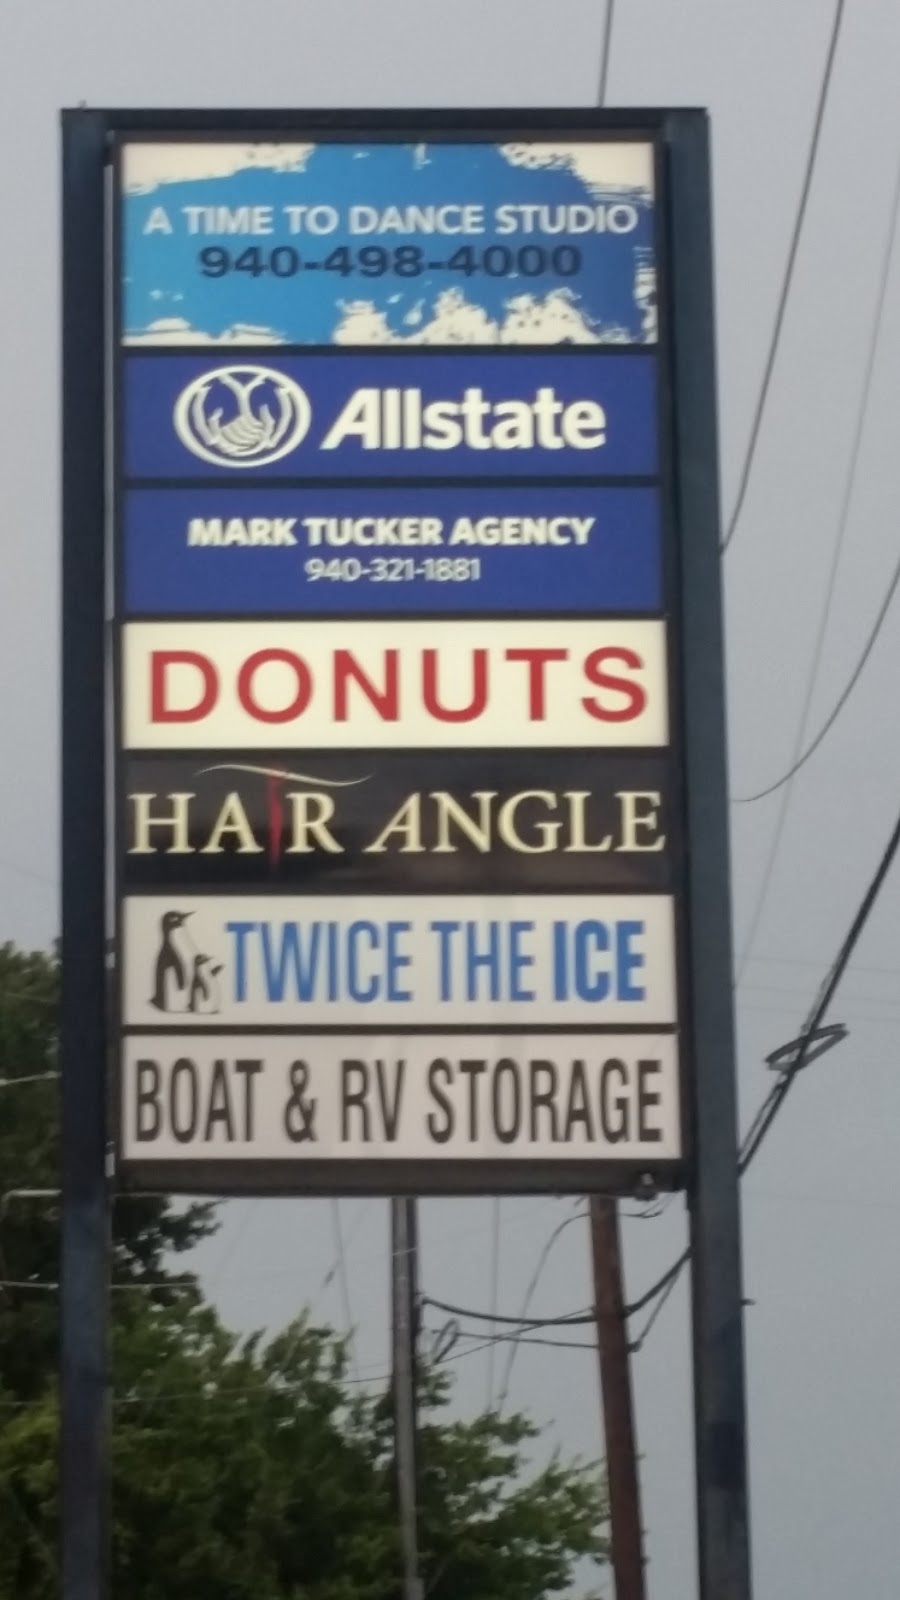 A TIME TO DANCE STUDIO
940-498-4000
Allstate
MARK TUCKER AGENCY
940-321-1881
DONUTS
HAIR ANGLE
TWICE THE ICE
BOAT & RV STORAGE